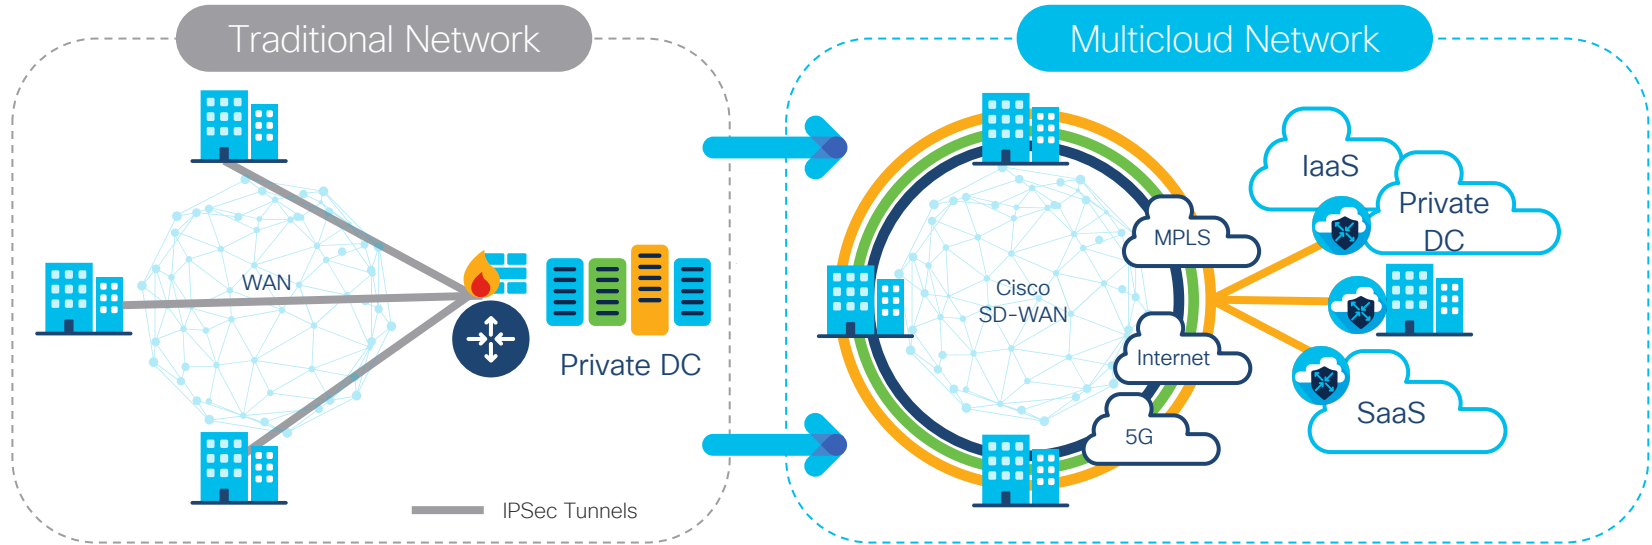 Traditional Network
WAN
Private DC
IPSec Tunnels
Multicloud Network
Cisco
SD-WAN
MPLS
Internet
5G
IaaS
Private
DC
SaaS